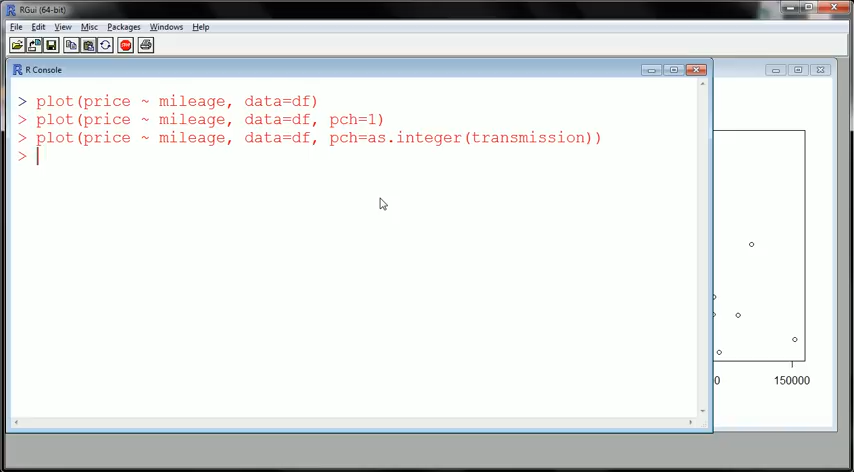 RGui (64-bit)
File Edit View Misc Packages Windows Help
STOP
R Console
> plot(price ~ mileage, data=df)
> plot(price ~ mileage, data=df, pch=1)
> plot(price ~ mileage, data=df, pch=as.integer(transmission))
>
150000